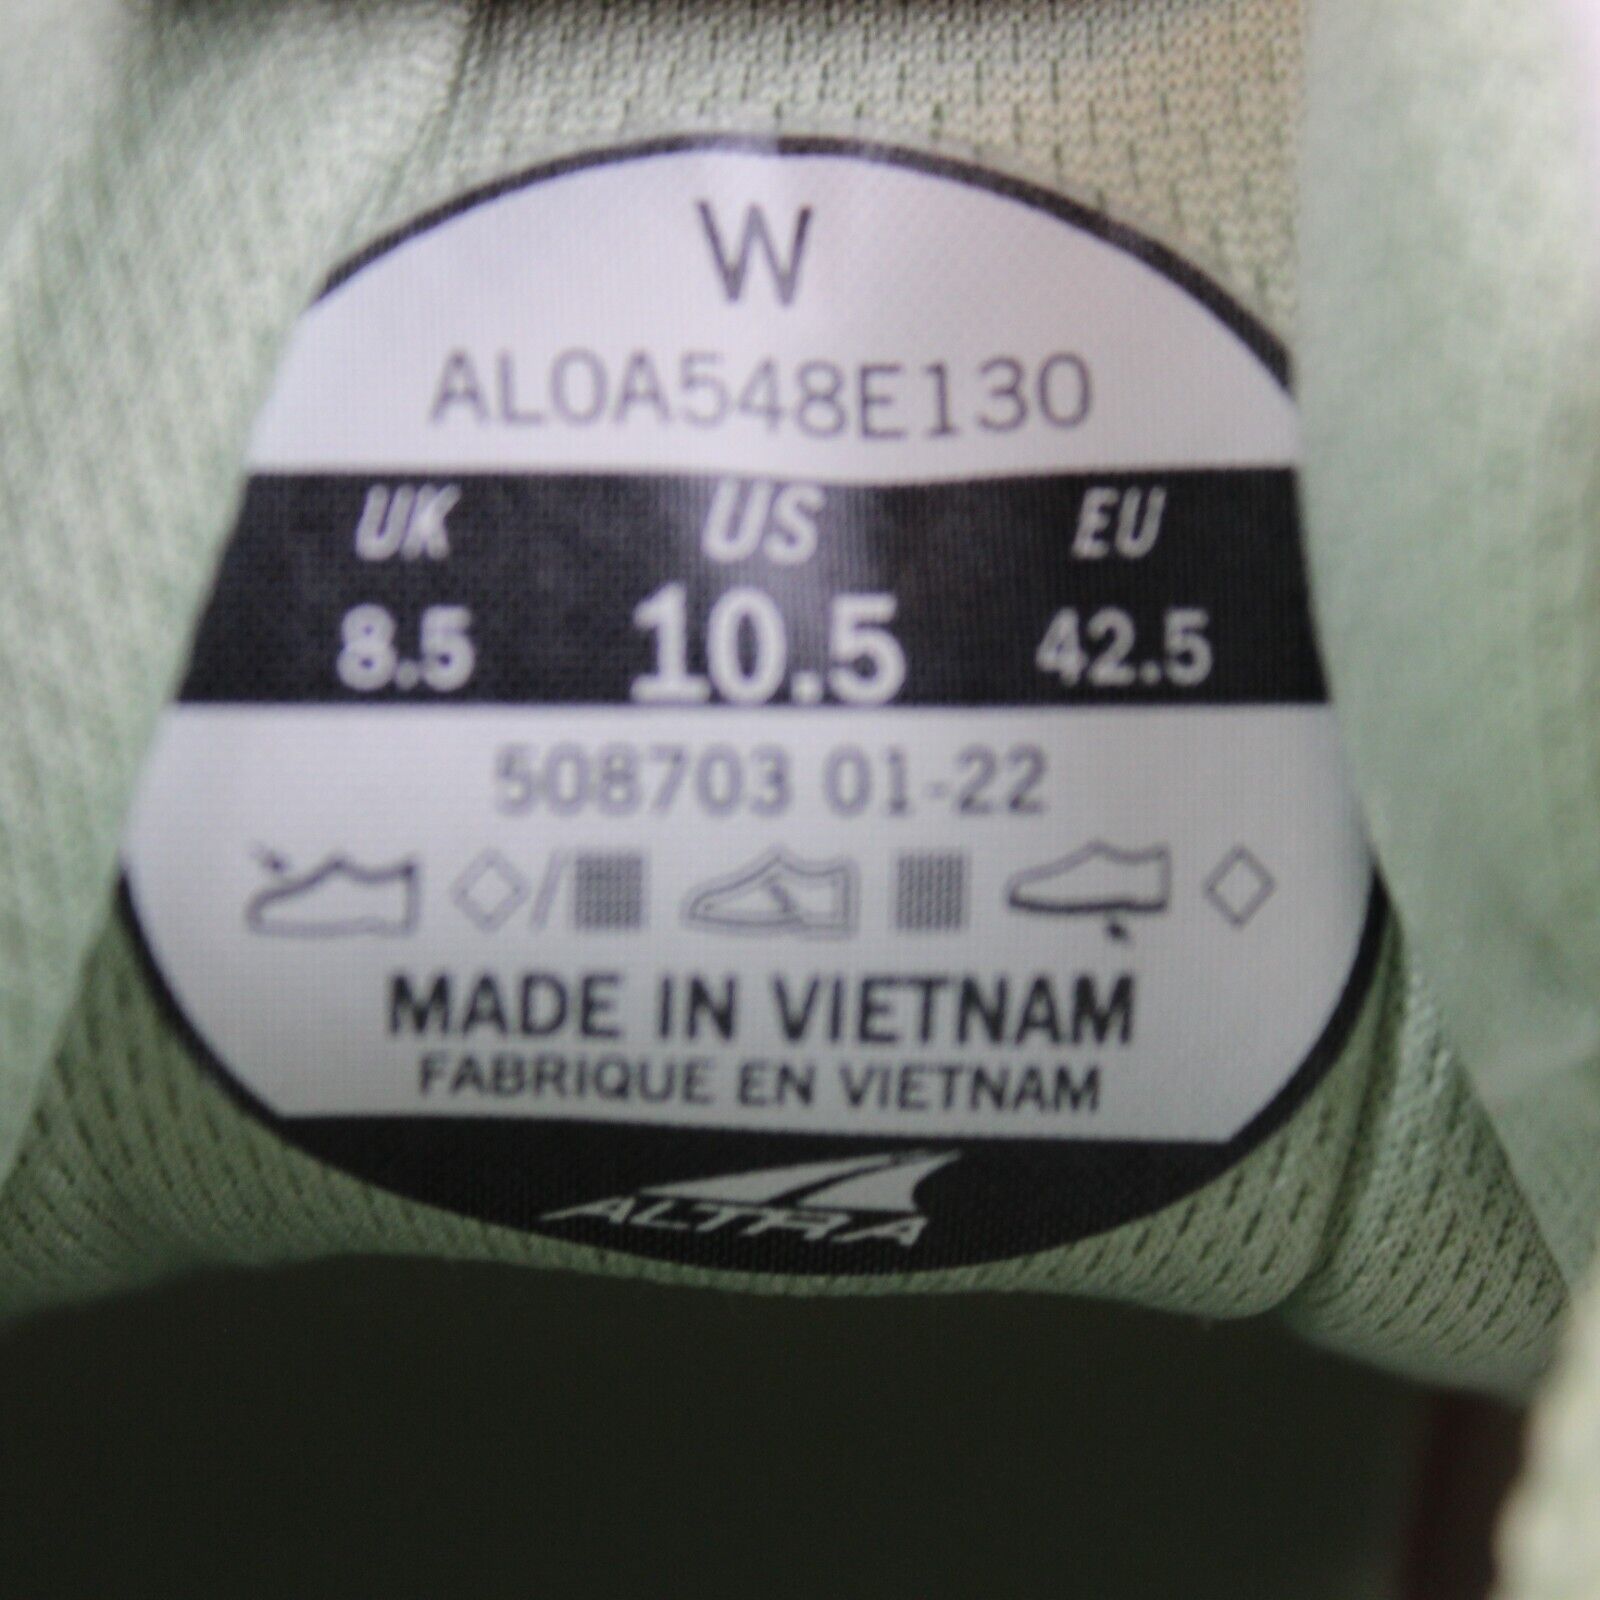 W
AL0A548E130
UK US EU
8.5 10.5 42.5
508703 01-22
MADE IN VIETNAM
FABRIQUE EN VIETNAM
ALTRA